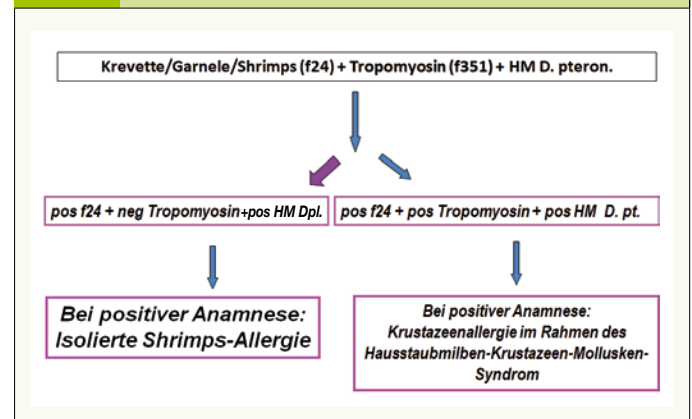 Krevette/Garnele/Shrimps (f24) + Tropomyosin (f351) + HM D. pteron.
pos f24 + neg Tropomyosin+pos HM Dpl.
pos f24 + pos Tropomyosin + pos HM D. pt.
Bei positiver Anamnese:
Isolierte Shrimps-Allergie
Bei positiver Anamnese:
Krustazeenallergie im Rahmen des
Hausstaubmilben-Krustazeen-Mollusken-
Syndrom